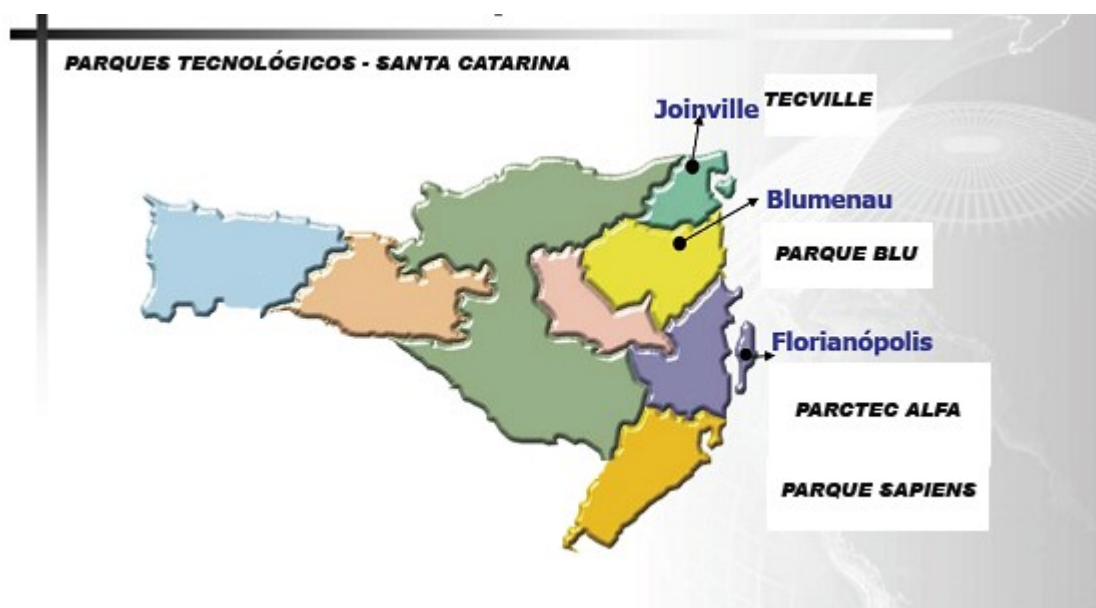 PARQUES TECNOLÓGICOS - SANTA CATARINA
Joinville
TECVILLE
Blumenau
PARQUE BLU
Florianópolis
PARCTEC ALFA
PARQUE SAPIENS